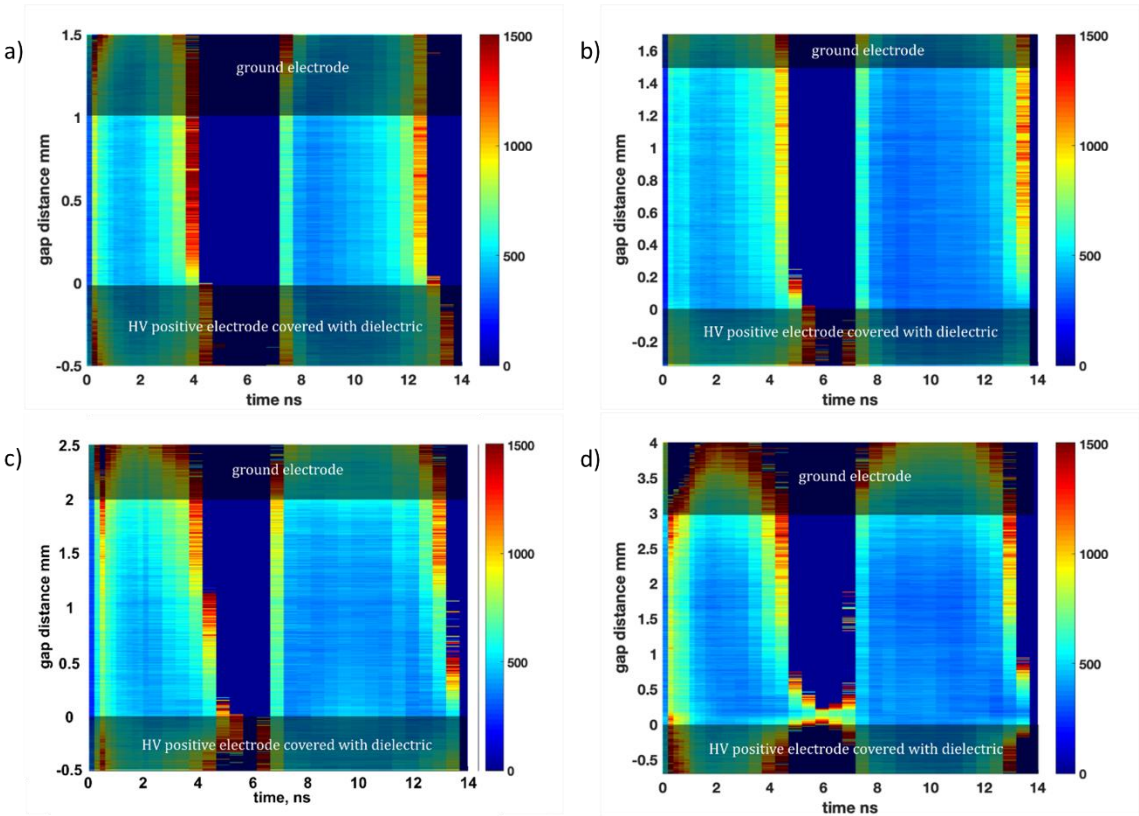 a)
gap distance mm
1.5
1
0.5
0
-0.5
ground electrode
HV positive electrode covered with dielectric
0 2 4 6 8 10 12 14
time ns
1500
1000
500
0
b)
gap distance mm
1.6
1.4
1.2
1
0.8
0.6
0.4
0.2
0
-0.2
ground electrode
HV positive electrode covered with dielectric
0 2 4 6 8 10 12 14
time ns
1500
1000
500
0
c)
gap distance mm
2.5
2
1.5
1
0.5
0
-0.5
ground electrode
HV positive electrode covered with dielectric
0 2 4 6 8 10 12 14
time, ns
1500
1000
500
0
d)
gap distance mm
4
3.5
3
2.5
2
1.5
1
0.5
0
-0.5
ground electrode
HV positive electrode covered with dielectric
0 2 4 6 8 10 12 14
time ns
1500
1000
500
0